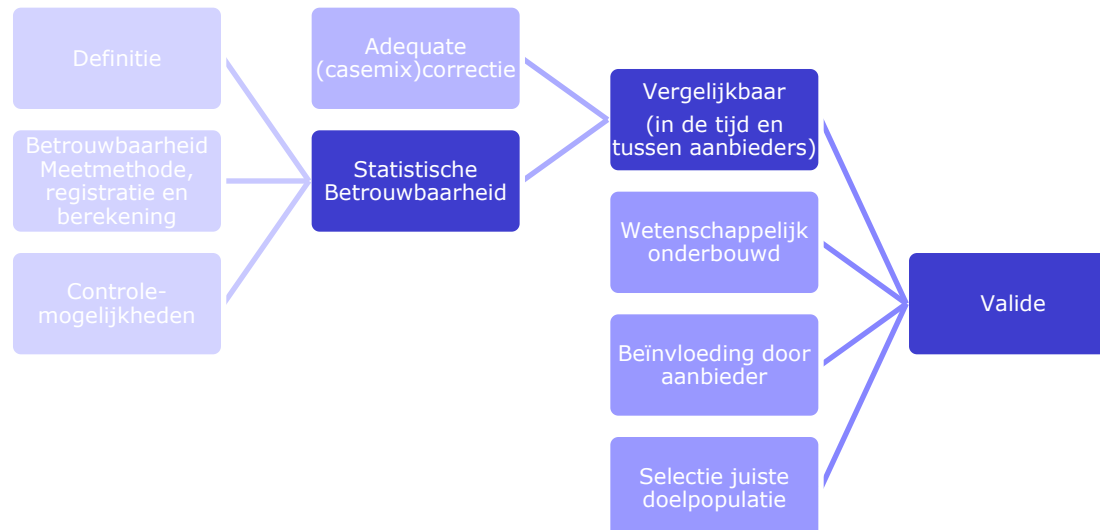 Definitie
Betrouwbaarheid
Meetmethode,
registratie en
berekening
Controle-
mogelijkheden
Adequate
(casemix)correctie
Statistische
Betrouwbaarheid
Vergelijkbaar
(in de tijd en
tussen aanbieders)
Wetenschappelijk
onderbouwd
Beïnvloeding door
aanbieder
Selectie juiste
doelpopulatie
Valide